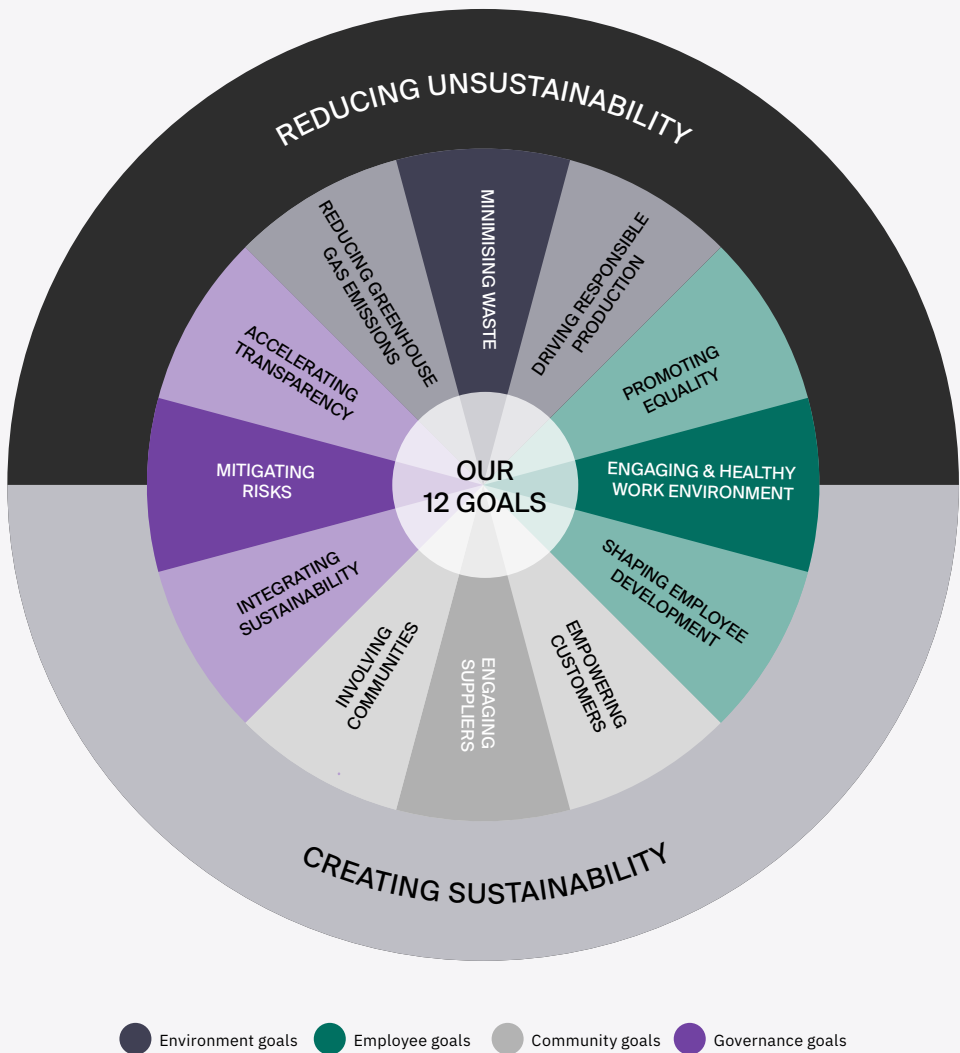 REDUCING UNSUSTAINABILITY
MINIMISING WASTE
DRIVING RESPONSIBLE
PRODUCTION
PROMOTING
EQUALITY
ENGAGING & HEALTHY
WORK ENVIRONMENT
SHAPING EMPLOYEE
DEVELOPMENT
EMPOWERING
CUSTOMERS
ENGAGING
SUPPLIERS
INVOLVING
COMMUNITIES
INTEGRATING
SUSTAINABILITY
MITIGATING
RISKS
ACCELERATING
TRANSPARENCY
REDUCING GREENHOUSE
GAS EMISSIONS
OUR
12 GOALS
CREATING SUSTAINABILITY
Environment goals
Employee goals
Community goals
Governance goals